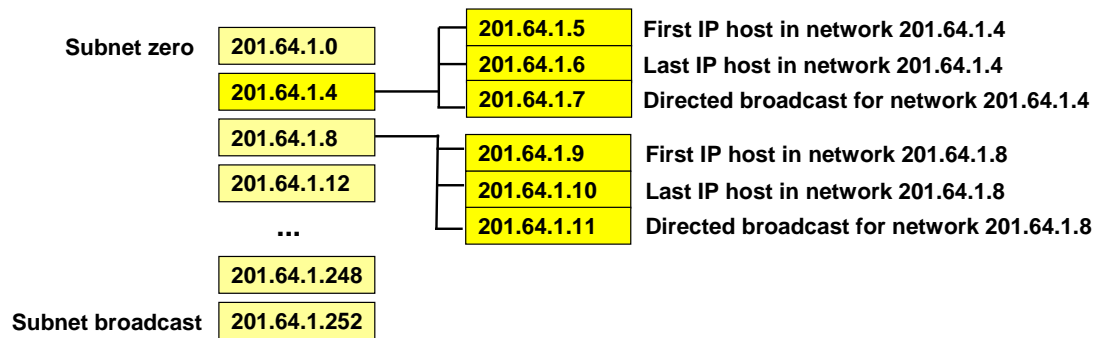 Subnet zero
201.64.1.0
201.64.1.4
201.64.1.8
201.64.1.12
...
201.64.1.248
Subnet broadcast
201.64.1.252
201.64.1.5 First IP host in network 201.64.1.4
201.64.1.6 Last IP host in network 201.64.1.4
201.64.1.7 Directed broadcast for network 201.64.1.4
201.64.1.9 First IP host in network 201.64.1.8
201.64.1.10 Last IP host in network 201.64.1.8
201.64.1.11 Directed broadcast for network 201.64.1.8